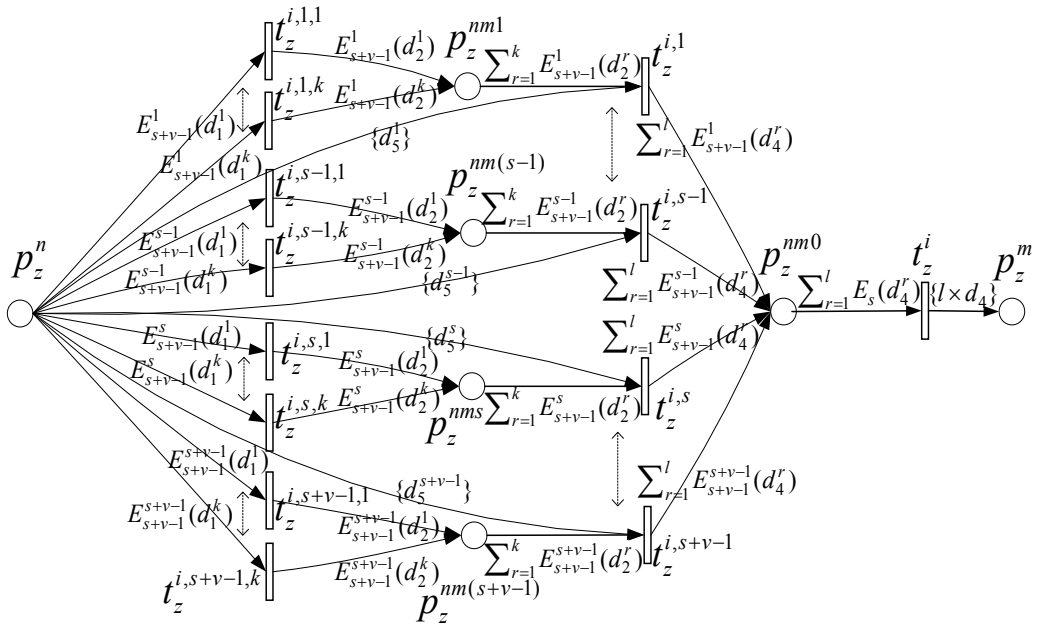 t_z^{i,1,1}
E_{s+v-1}^1(d_2^1)
p_z^{nm1}
∑_{r=1}^k E_{s+v-1}^1(d_2^r)
t_z^{i,1}
t_z^{i,1,k}
E_{s+v-1}^1(d_2^k)
E_{s+v-1}^1(d_1^1)
{d_5^1}
∑_{r=1}^l E_{s+v-1}^1(d_4^r)
E_{s+v-1}^1(d_1^k)
t_z^{i,s-1,1}
p_z^{nm(s-1)}
E_{s+v-1}^{s-1}(d_2^1)
∑_{r=1}^k E_{s+v-1}^{s-1}(d_2^r)
t_z^{i,s-1}
E_{s+v-1}^{s-1}(d_1^1)
t_z^{i,s-1,k}
E_{s+v-1}^{s-1}(d_2^k)
p_z^n
E_{s+v-1}^{s-1}(d_1^k)
{d_5^{s-1}}
∑_{r=1}^l E_{s+v-1}^{s-1}(d_4^r)
p_z^{nm0}
∑_{r=1}^l E_s(d_4^r)
t_z^i
{l×d_4}
p_z^m
E_{s+v-1}^s(d_1^1)
{d_5^s}
∑_{r=1}^l E_{s+v-1}^s(d_4^r)
t_z^{i,s,1}
E_{s+v-1}^s(d_2^1)
E_{s+v-1}^s(d_1^k)
t_z^{i,s,k}
E_{s+v-1}^s(d_2^k)
p_z^{nms}
∑_{r=1}^k E_{s+v-1}^s(d_2^r)
t_z^{i,s}
E_{s+v-1}^{s+v-1}(d_1^1)
{d_5^{s+v-1}}
∑_{r=1}^l E_{s+v-1}^{s+v-1}(d_4^r)
t_z^{i,s+v-1,1}
E_{s+v-1}^{s+v-1}(d_1^k)
E_{s+v-1}^{s+v-1}(d_2^1)
∑_{r=1}^k E_{s+v-1}^{s+v-1}(d_2^r)
t_z^{i,s+v-1}
t_z^{i,s+v-1,k}
E_{s+v-1}^{s+v-1}(d_2^k)
p_z^{nm(s+v-1)}